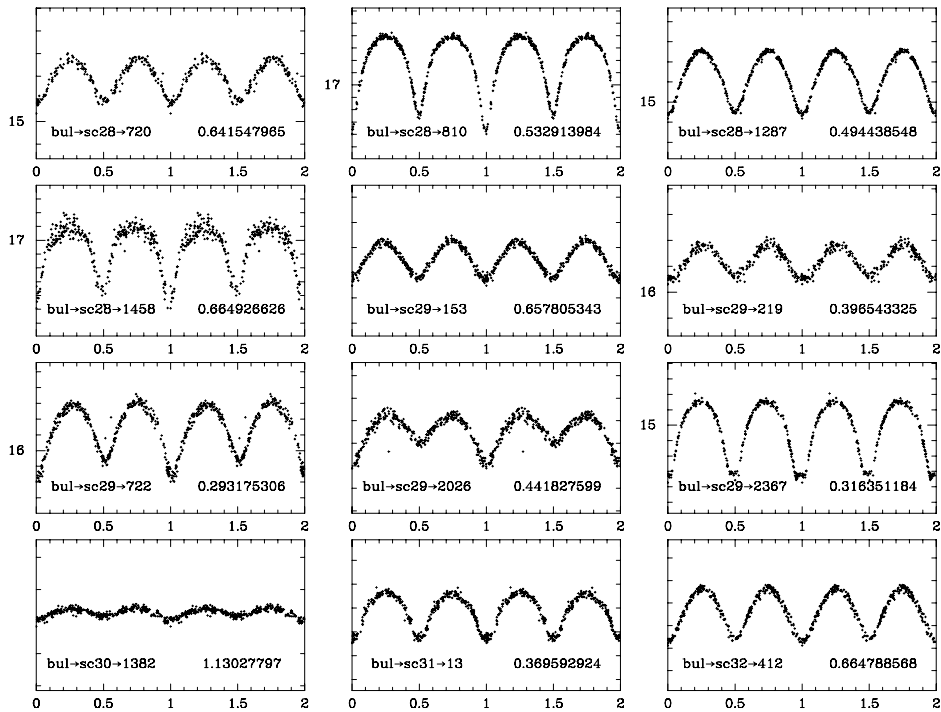 15
bul→sc28→720 0.641547965
0 0.5 1 1.5 2
17
bul→sc28→810 0.532913984
0 0.5 1 1.5 2
15
bul→sc28→1287 0.494438548
0 0.5 1 1.5 2
17
bul→sc28→1458 0.664926626
0 0.5 1 1.5 2
bul→sc29→153 0.657805343
0 0.5 1 1.5 2
16
bul→sc29→219 0.396543325
0 0.5 1 1.5 2
16
bul→sc29→722 0.293175306
0 0.5 1 1.5 2
bul→sc29→2026 0.441827599
0 0.5 1 1.5 2
15
bul→sc29→2367 0.316351184
0 0.5 1 1.5 2
bul→sc30→1382 1.13027797
0 0.5 1 1.5 2
bul→sc31→13 0.369592924
0 0.5 1 1.5 2
bul→sc32→412 0.664788568
0 0.5 1 1.5 2